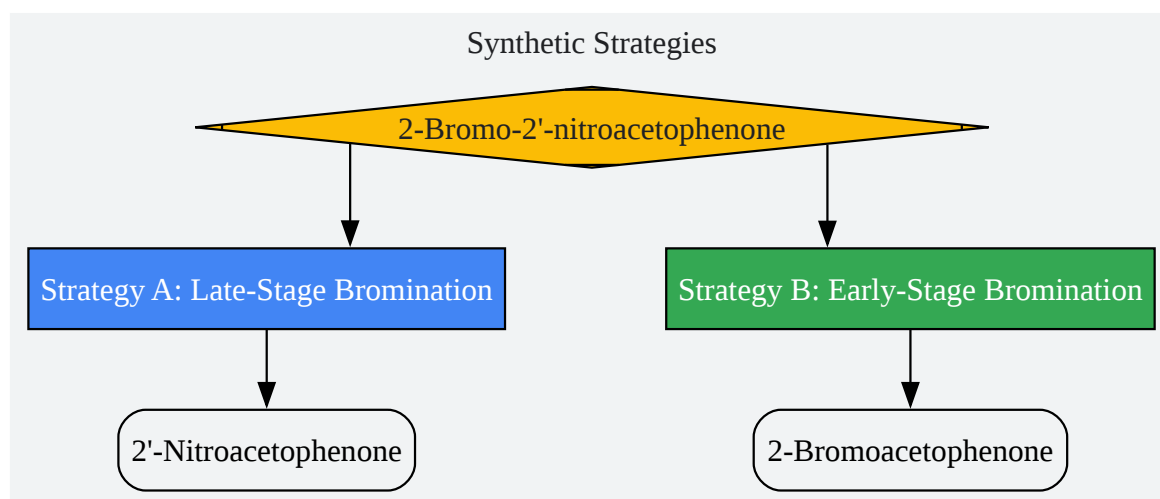 Synthetic Strategies
2-Bromo-2'-nitroacetophenone
Strategy A: Late-Stage Bromination
Strategy B: Early-Stage Bromination
2'-Nitroacetophenone
2-Bromoacetophenone